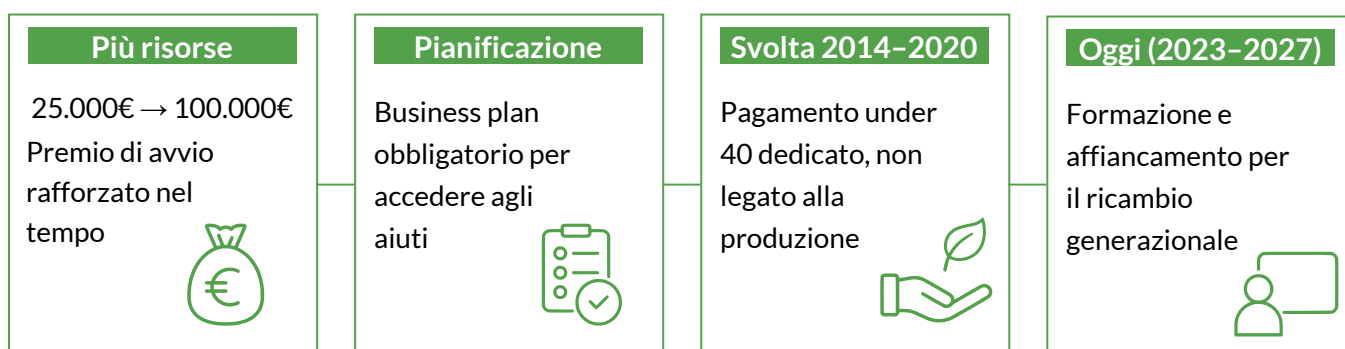 Più risorse
25.000€ → 100.000€
Premio di avvio
rafforzato nel
tempo
€
Pianificazione
Business plan
obbligatorio per
accedere agli
aiuti
Svolta 2014–2020
Pagamento under
40 dedicato, non
legato alla
produzione
Oggi (2023–2027)
Formazione e
affiancamento per
il ricambio
generazionale